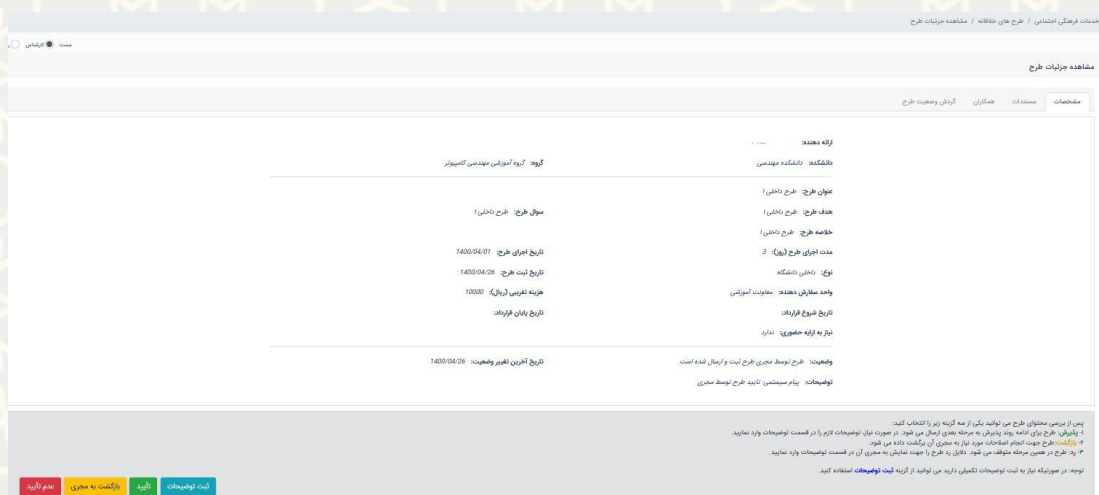 خدمات فرهنگی اجتماعی / طرح های خلاقانه / مشاهده جزئیات طرح
سمت: کارشناس
مشاهده جزئیات طرح
مشخصات مستندات همکاران گردش وضعیت طرح
ارائه دهنده:
دانشکده: دانشکده مهندسی گروه: گروه آموزشی مهندسی کامپیوتر
عنوان طرح: طرح داخلی ۱
هدف طرح: طرح داخلی ۱ سوال طرح: طرح داخلی ۱
خلاصه طرح: طرح داخلی ۱
مدت اجرای طرح (روز): 3 تاریخ اجرای طرح: 1400/04/01
نوع: داخلی دانشگاه تاریخ ثبت طرح: 1400/04/26
واحد سفارش دهنده: معاونت آموزشی هزینه تقریبی (ریال): 10000
تاریخ شروع قرارداد: تاریخ پایان قرارداد:
نیاز به ارایه حضوری: ندارد
وضعیت: طرح توسط مجری طرح ثبت و ارسال شده است. تاریخ آخرین تغییر وضعیت: 1400/04/26
توضیحات: پیام سیستمی: تایید طرح توسط مجری
پس از بررسی محتوای طرح می توانید یکی از سه گزینه زیر را انتخاب کنید:
۱- پذیرش: طرح برای ادامه روند پذیرش به مرحله بعدی ارسال می شود. در صورت نیاز، توضیحات لازم را در قسمت توضیحات وارد نمایید.
۲- بازگشت: طرح جهت انجام اصلاحات مورد نیاز به مجری آن برگشت داده می شود.
۳- رد: طرح در همین مرحله متوقف می شود. دلایل رد طرح را جهت نمایش به مجری آن در قسمت توضیحات وارد نمایید.
توجه: در صورتیکه نیاز به ثبت توضیحات تکمیلی دارید می توانید از گزینه ثبت توضیحات استفاده کنید.
ثبت توضیحات تأیید بازگشت به مجری عدم تأیید